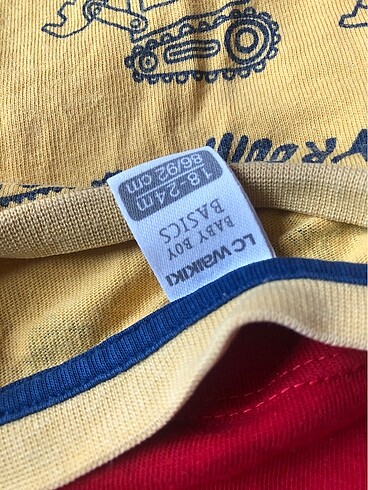 LC WAIKIKI
BABY BOY
BASICS
18-24m
86/92 cm